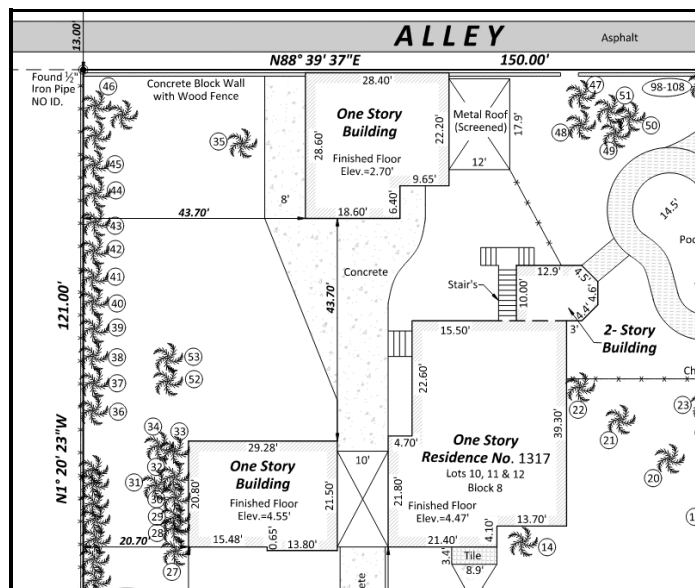 13.00'
ALLEY
Asphalt
N88° 39' 37"E
150.00'
Found ½"
Iron Pipe
NO ID.
Concrete Block Wall
with Wood Fence
28.40'
One Story
Building
Finished Floor
Elev.=2.70'
28.60'
22.20'
9.65'
6.40'
18.60'
Metal Roof
(Screened)
17.9'
12'
47
51
98-108
48
50
49
46
35
45
44
43
8'
43.70'
14.5'
42
41
40
39
38
37
36
Concrete
43.70'
12.9'
4.5'
4.6'
4.4'
Stair's
10.00'
3'
2- Story
Building
121.00'
N1° 20' 23"W
53
52
15.50'
22.60'
39.30'
22
21
23
20
34
33
32
31
30
29
28
27
29.28'
One Story
Building
Finished Floor
Elev.=4.55'
20.80'
21.50'
15.48'
0.65'
13.80'
20.70'
10'
4.70'
One Story
Residence No. 1317
Lots 10, 11 & 12
Block 8
Finished Floor
Elev.=4.47'
21.80'
4.10'
13.70'
21.40'
14
3.4'
Tile
8.9'